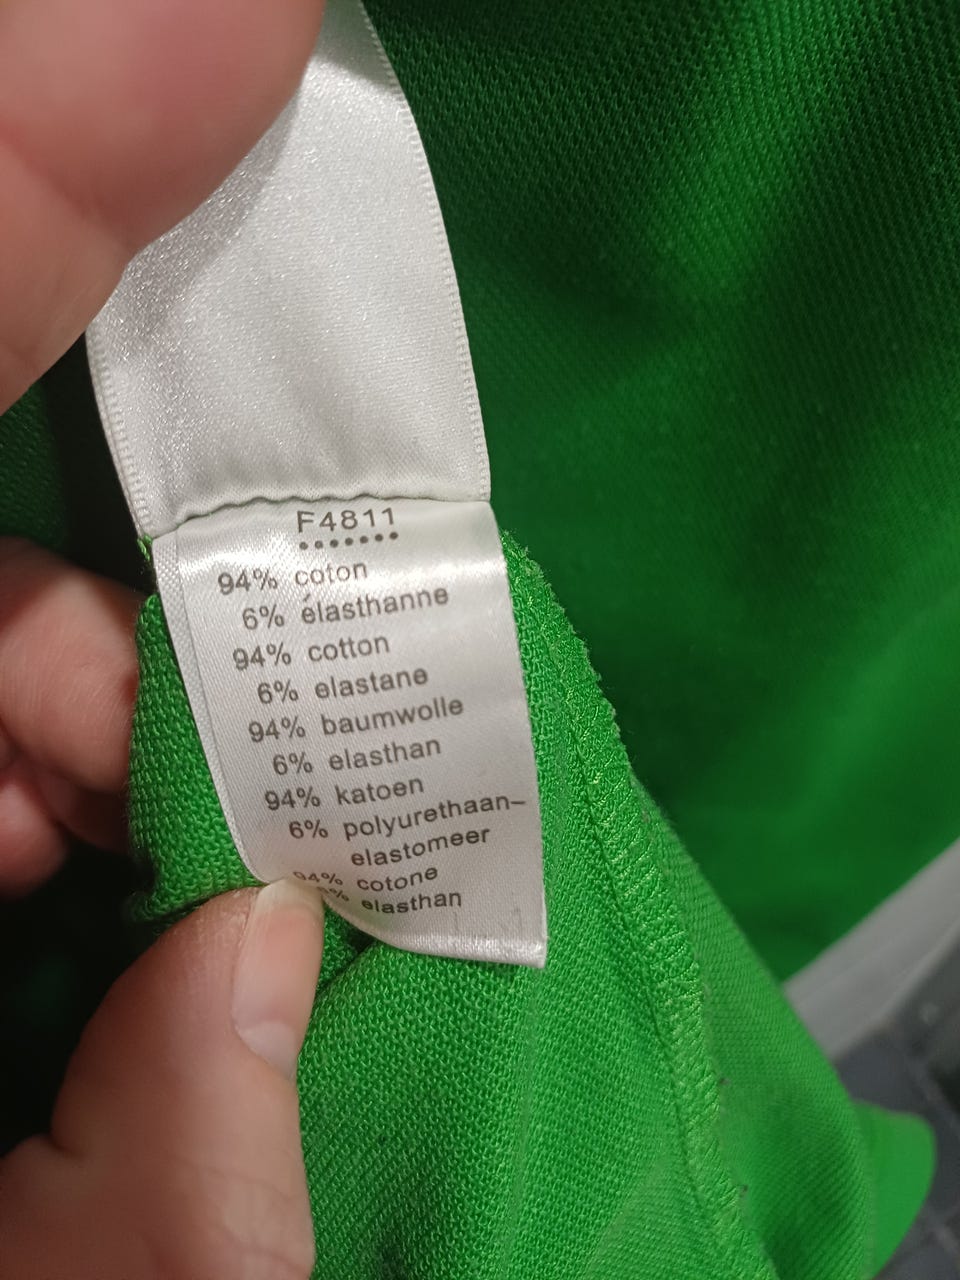 F4811
94% coton
6% élasthanne
94% cotton
6% elastane
94% baumwolle
6% elasthan
94% katoen
6% polyurethaan-
elastomeer
94% cotone
elasthan